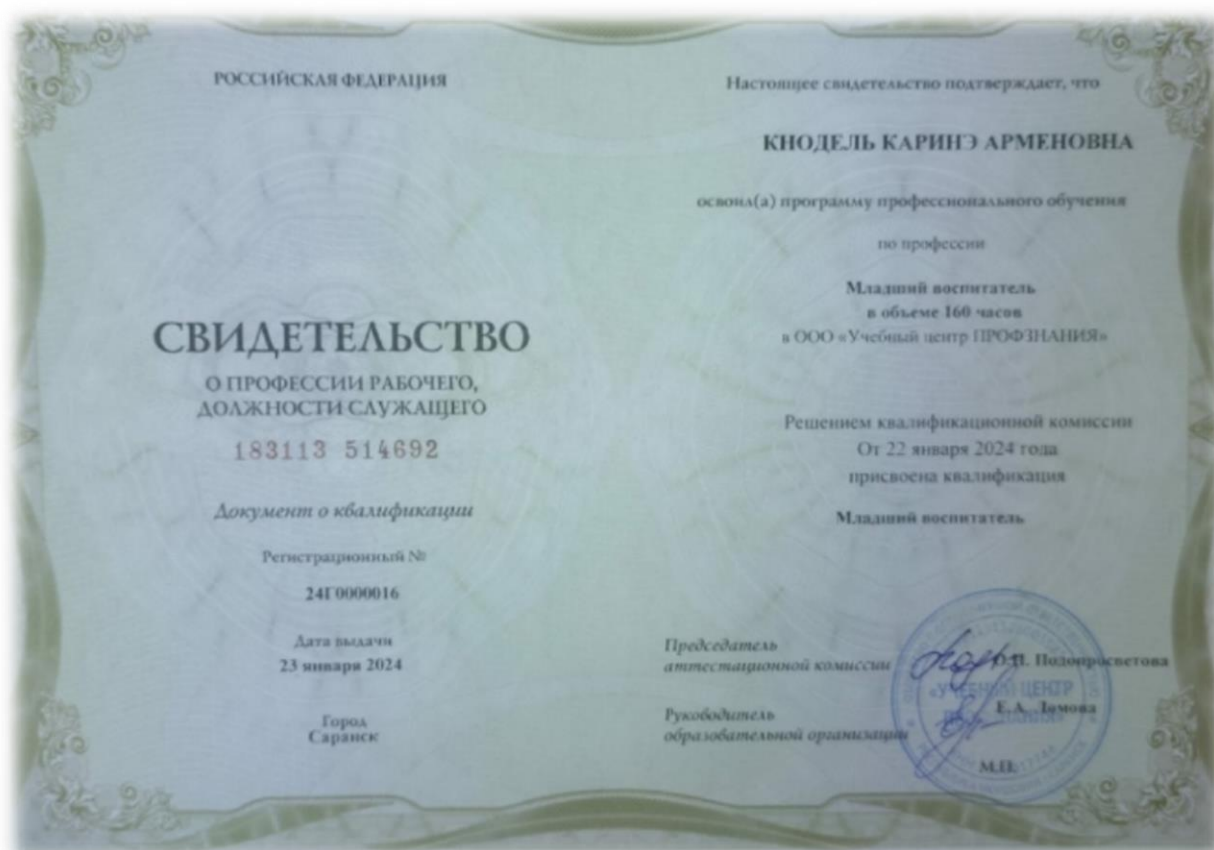 РОССИЙСКАЯ ФЕДЕРАЦИЯ
СВИДЕТЕЛЬСТВО
О ПРОФЕССИИ РАБОЧЕГО,
ДОЛЖНОСТИ СЛУЖАЩЕГО
183113 514692
Документ о квалификации
Регистрационный №
24Г0000016
Дата выдачи
23 января 2024
Город
Саранск
Настоящее свидетельство подтверждает, что
КНОДЕЛЬ КАРИНЭ АРМЕНОВНА
освоил(а) программу профессионального обучения
по профессии
Младший воспитатель
в объеме 160 часов
в ООО «Учебный центр ПРОФЗНАНИЯ»
Решением квалификационной комиссии
От 22 января 2024 года
присвоена квалификация
Младший воспитатель
Председатель
аттестационной комиссии
О.П. Подопросветова
Руководитель
образовательной организации
Е.А. Ломова
М.П.
«УЧЕБНЫЙ ЦЕНТР